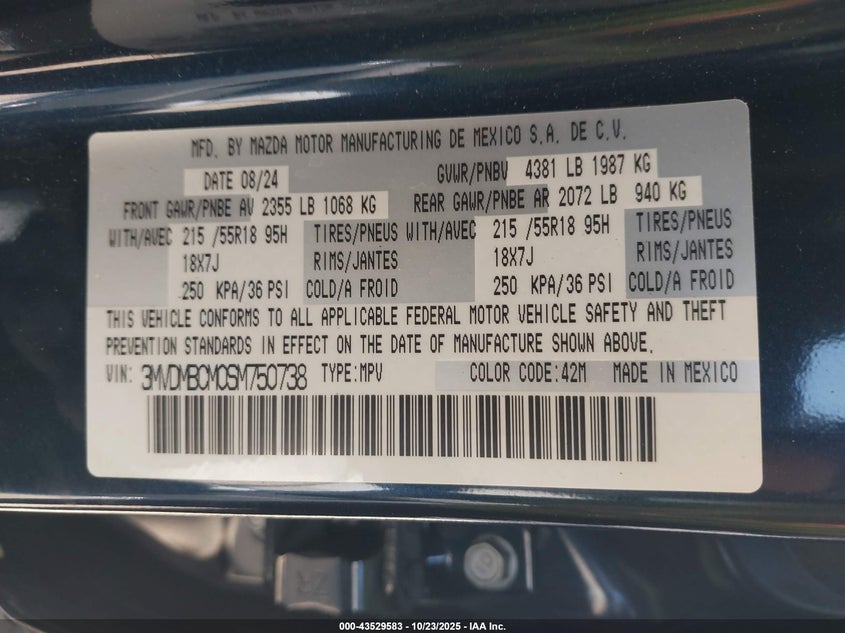 MFD. BY MAZDA MOTOR MANUFACTURING DE MEXICO S.A. DE C.V.
DATE 08/24 GVWR/PNBV 4381 LB 1987 KG
FRONT GAWR/PNBE AV 2355 LB 1068 KG REAR GAWR/PNBE AR 2072 LB 940 KG
WITH/AVEC 215 /55R18 95H TIRES/PNEUS WITH/AVEC 215 /55R18 95H TIRES/PNEUS
18X7J RIMS/JANTES 18X7J RIMS/JANTES
250 KPA/36 PSI COLD/A FROID 250 KPA/36 PSI COLD/A FROID
THIS VEHICLE CONFORMS TO ALL APPLICABLE FEDERAL MOTOR VEHICLE SAFETY AND THEFT
PREVENTION STANDARDS IN EFFECT ON THE DATE OF MANUFACTURE SHOWN ABOVE.
VIN: 3MVDMBCM0SM750738 TYPE:MPV COLOR CODE:42M MADE IN MEXICO
000-43529583 - 10/23/2025 - IAA Inc.